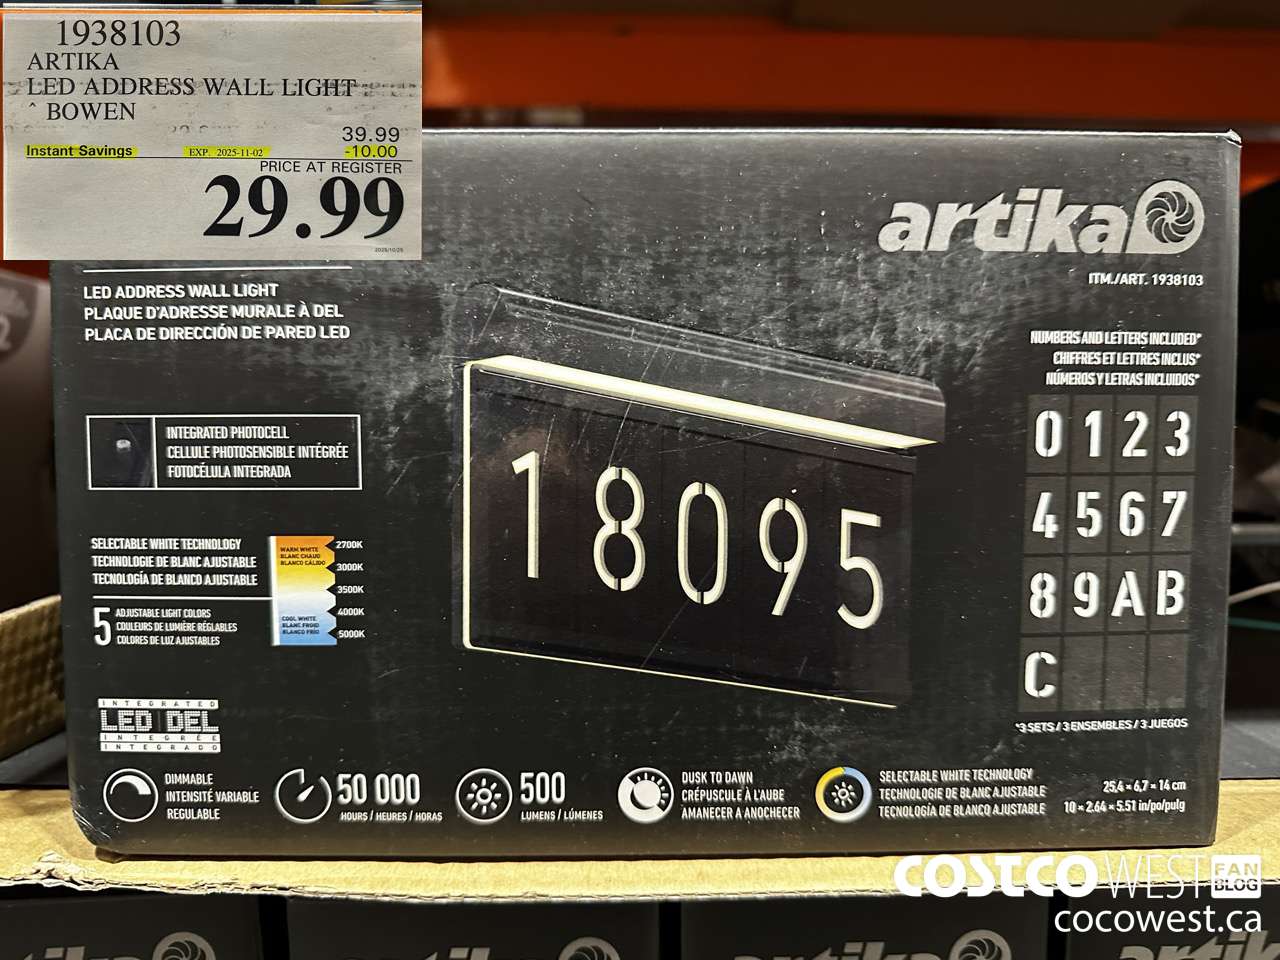 1938103
ARTIKA
LED ADDRESS WALL LIGHT
^ BOWEN
39.99
Instant Savings EXP. 2025-11-02 -10.00
PRICE AT REGISTER
29.99
artika
ITM./ART. 1938103
LED ADDRESS WALL LIGHT
PLAQUE D'ADRESSE MURALE À DEL
PLACA DE DIRECCIÓN DE PARED LED
INTEGRATED PHOTOCELL
CELLULE PHOTOSENSIBLE INTÉGRÉE
FOTOCÉLULA INTEGRADA
SELECTABLE WHITE TECHNOLOGY
TECHNOLOGIE DE BLANC AJUSTABLE
TECNOLOGÍA DE BLANCO AJUSTABLE
5 ADJUSTABLE LIGHT COLORS
COULEURS DE LUMIÈRE RÉGLABLES
COLORES DE LUZ AJUSTABLES
WARM WHITE
BLANC CHAUD
BLANCO CÁLIDO
COOL WHITE
BLANC FROID
BLANCO FRÍO
2700K
3000K
3500K
4000K
5000K
18095
NUMBERS AND LETTERS INCLUDED*
CHIFFRES ET LETTRES INCLUS*
NÚMEROS Y LETRAS INCLUIDOS*
0 1 2 3
4 5 6 7
8 9 A B
C
*3 SETS / 3 ENSEMBLES / 3 JUEGOS
INTEGRATED
LED DEL
INTEGRÉE
INTEGRADO
DIMMABLE
INTENSITÉ VARIABLE
REGULABLE
50 000
HOURS / HEURES / HORAS
500
LUMENS / LÚMENES
DUSK TO DAWN
CRÉPUSCULE À L'AUBE
AMANECER A ANOCHECER
SELECTABLE WHITE TECHNOLOGY
TECHNOLOGIE DE BLANC AJUSTABLE
TECNOLOGÍA DE BLANCO AJUSTABLE
25,4 × 6,7 × 14 cm
10 × 2.64 × 5.51 in/po/pulg
COSTCO WEST FAN BLOG
cocowest.ca